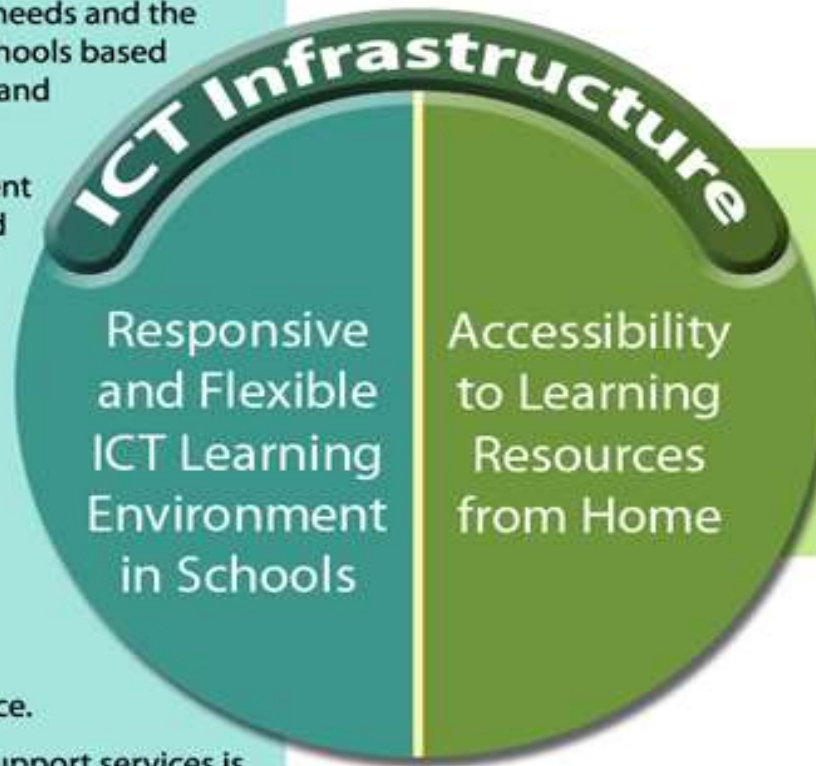 needs and the
hools based
and
ent
ICT Infrastructure
Responsive
and Flexible
ICT Learning
Environment
in Schools
Accessibility
to Learning
Resources
from Home
ce.
upport services is